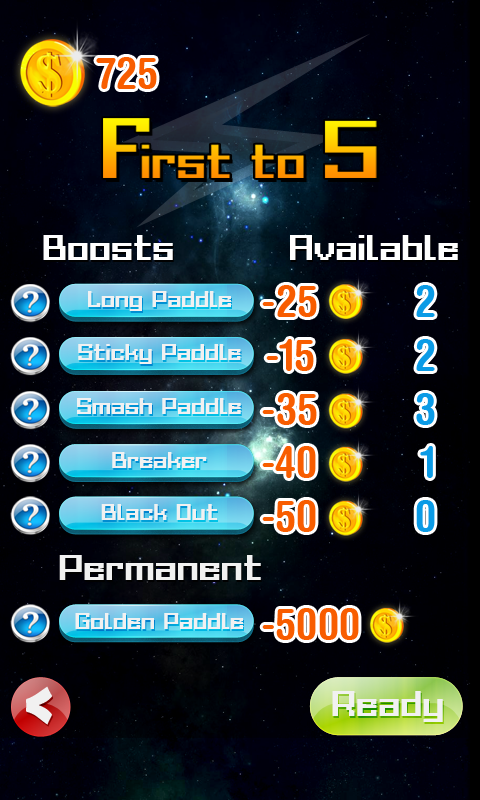 725
First to 5
Boosts Available
? Long Paddle -25 $ 2
? Sticky Paddle -15 $ 2
? Smash Paddle -35 $ 3
? Breaker -40 $ 1
? Black Out -50 $ 0
Permanent
? Golden Paddle -5000 $
Ready